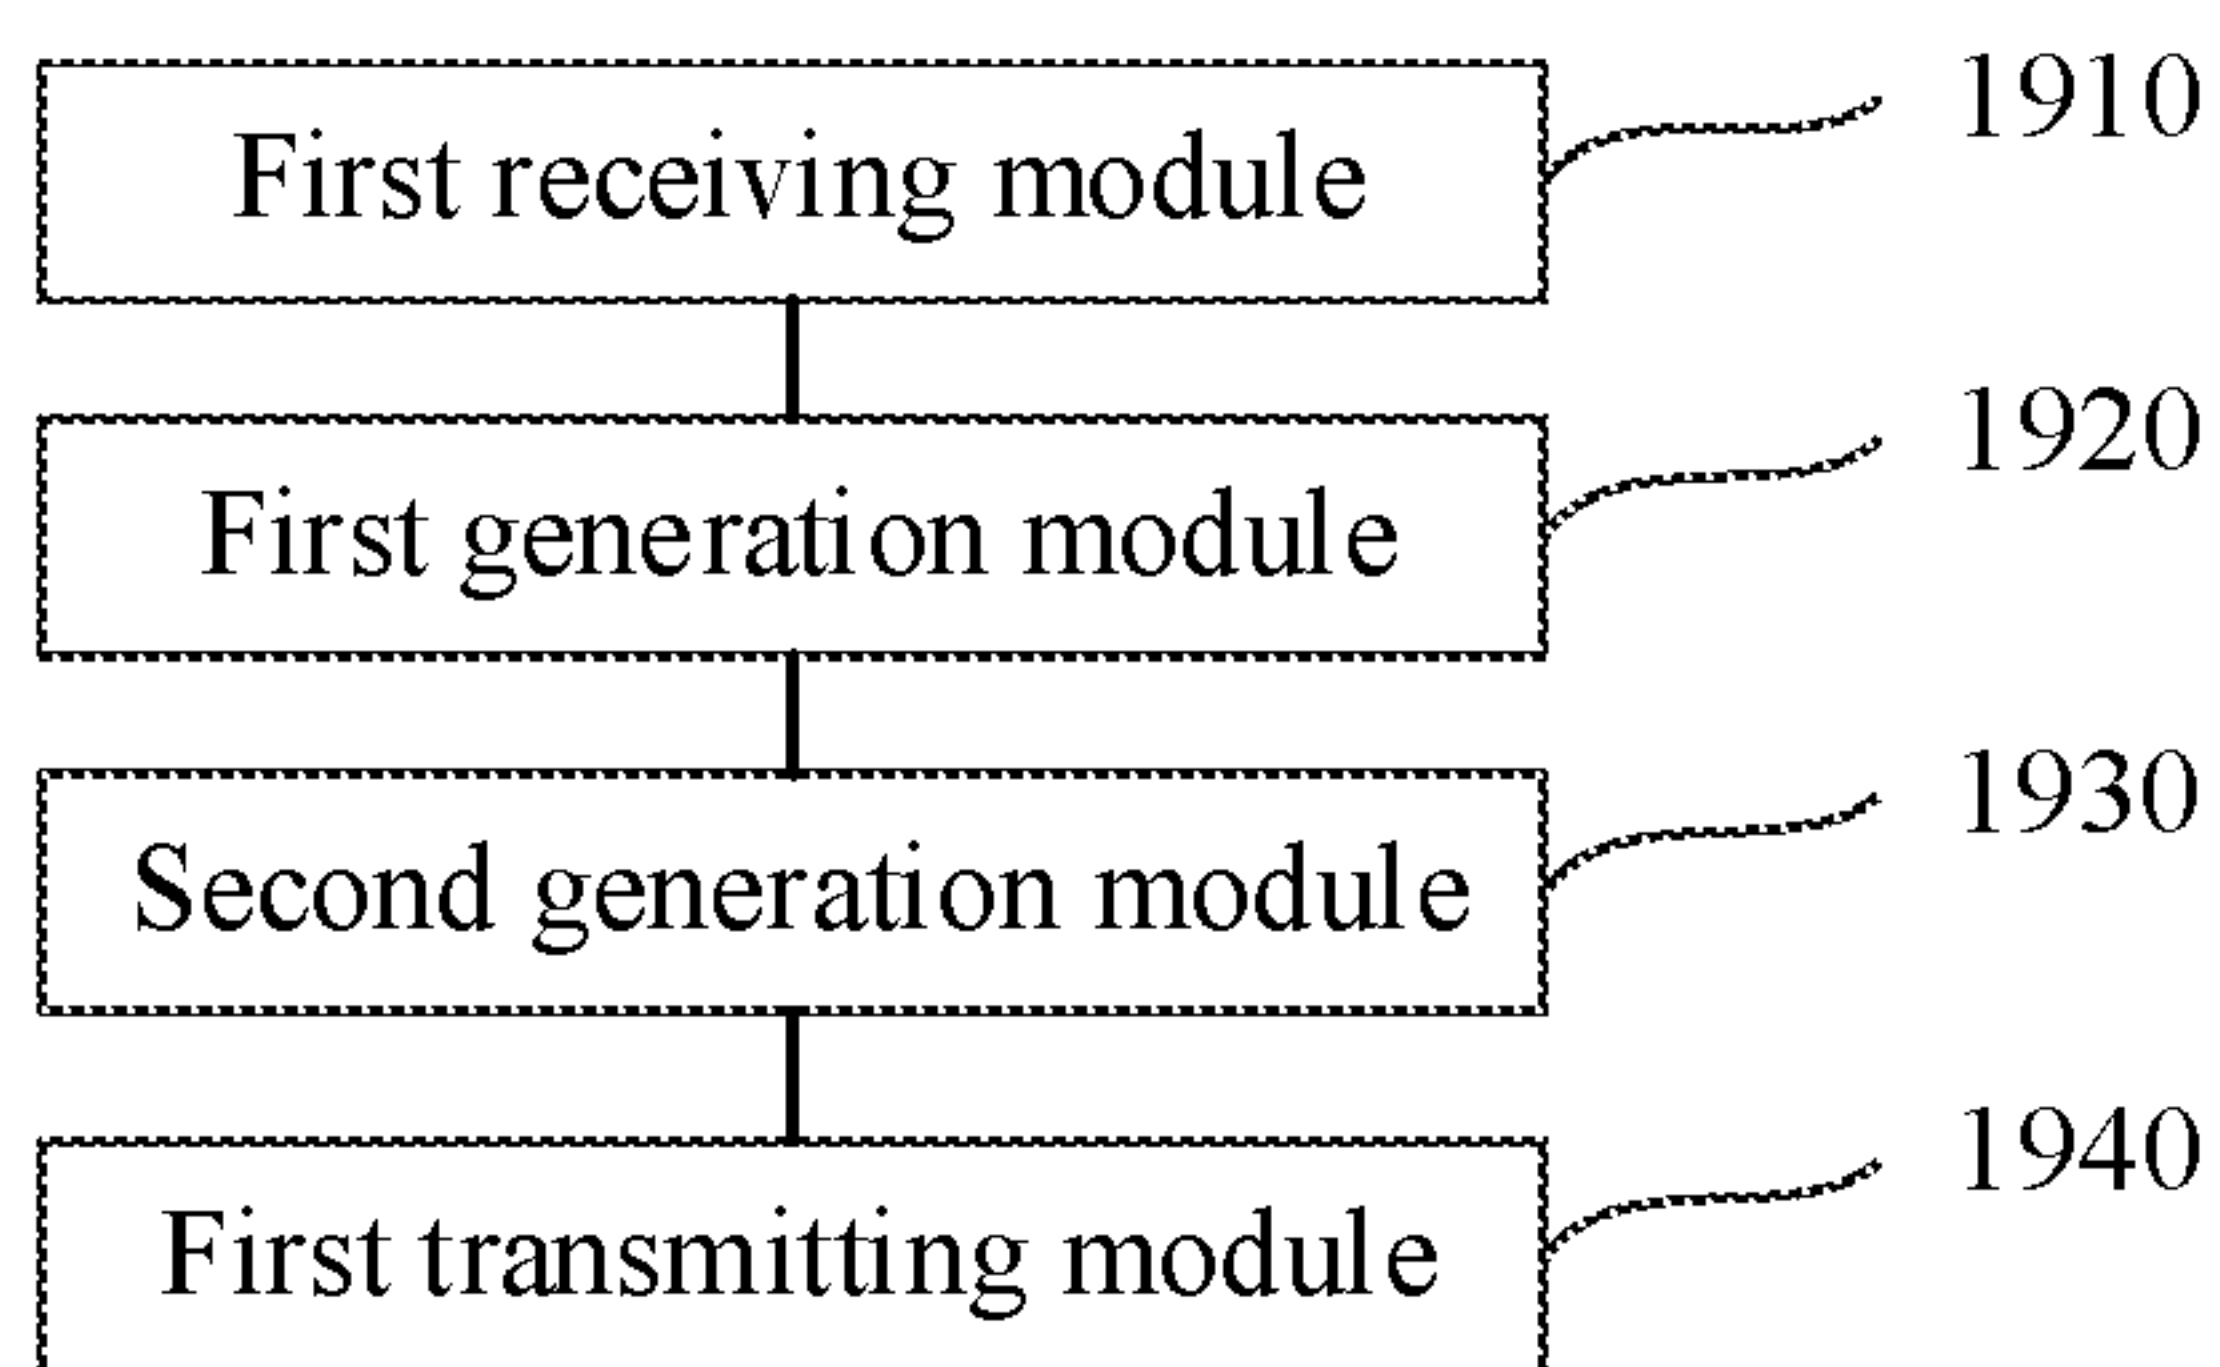 First receiving module 1910
First generation module 1920
Second generation module 1930
First transmitting module 1940